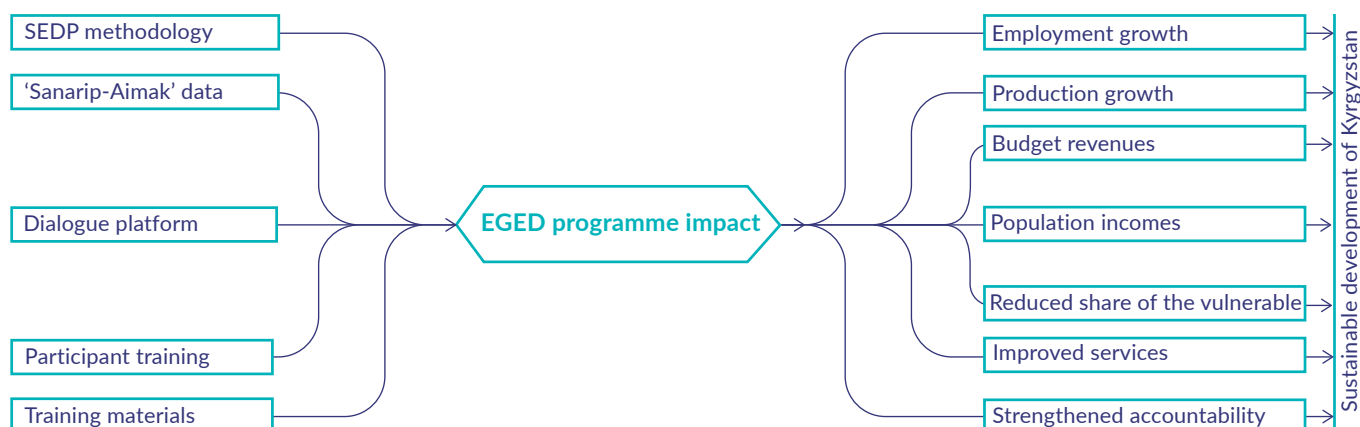 SEDP methodology
‘Sanarip-Aimak’ data
Dialogue platform
Participant training
Training materials
EGED programme impact
Employment growth
Production growth
Budget revenues
Population incomes
Reduced share of the vulnerable
Improved services
Strengthened accountability
Sustainable development of Kyrgyzstan